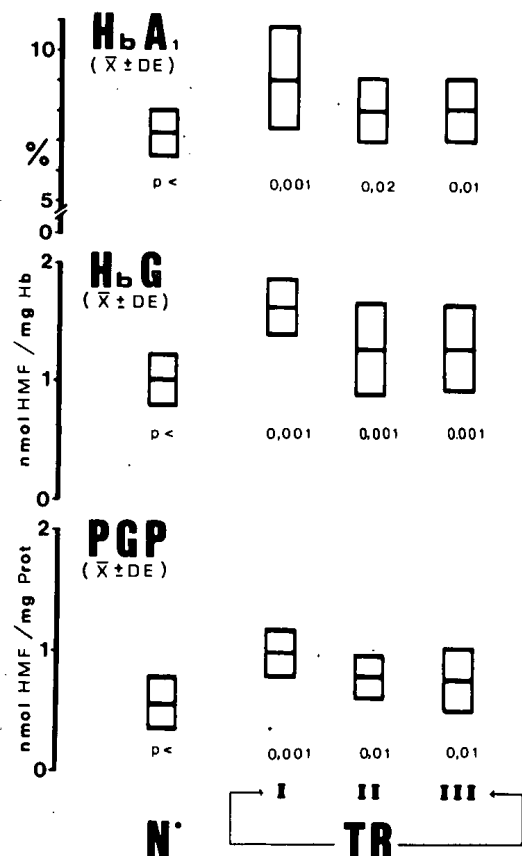 HbA₁
10
(X̄ ± DE)
%
p < 0,001 0,02 0,01
5
0
2
HbG
(X̄ ± DE)
nmol HMF / mg Hb
1
p < 0,001 0.001 0.001
0
2
PGP
(X̄ ± DE)
nmol HMF / mg Prot
1
p < 0,001 0,01 0,01
0
I II III
N· TR